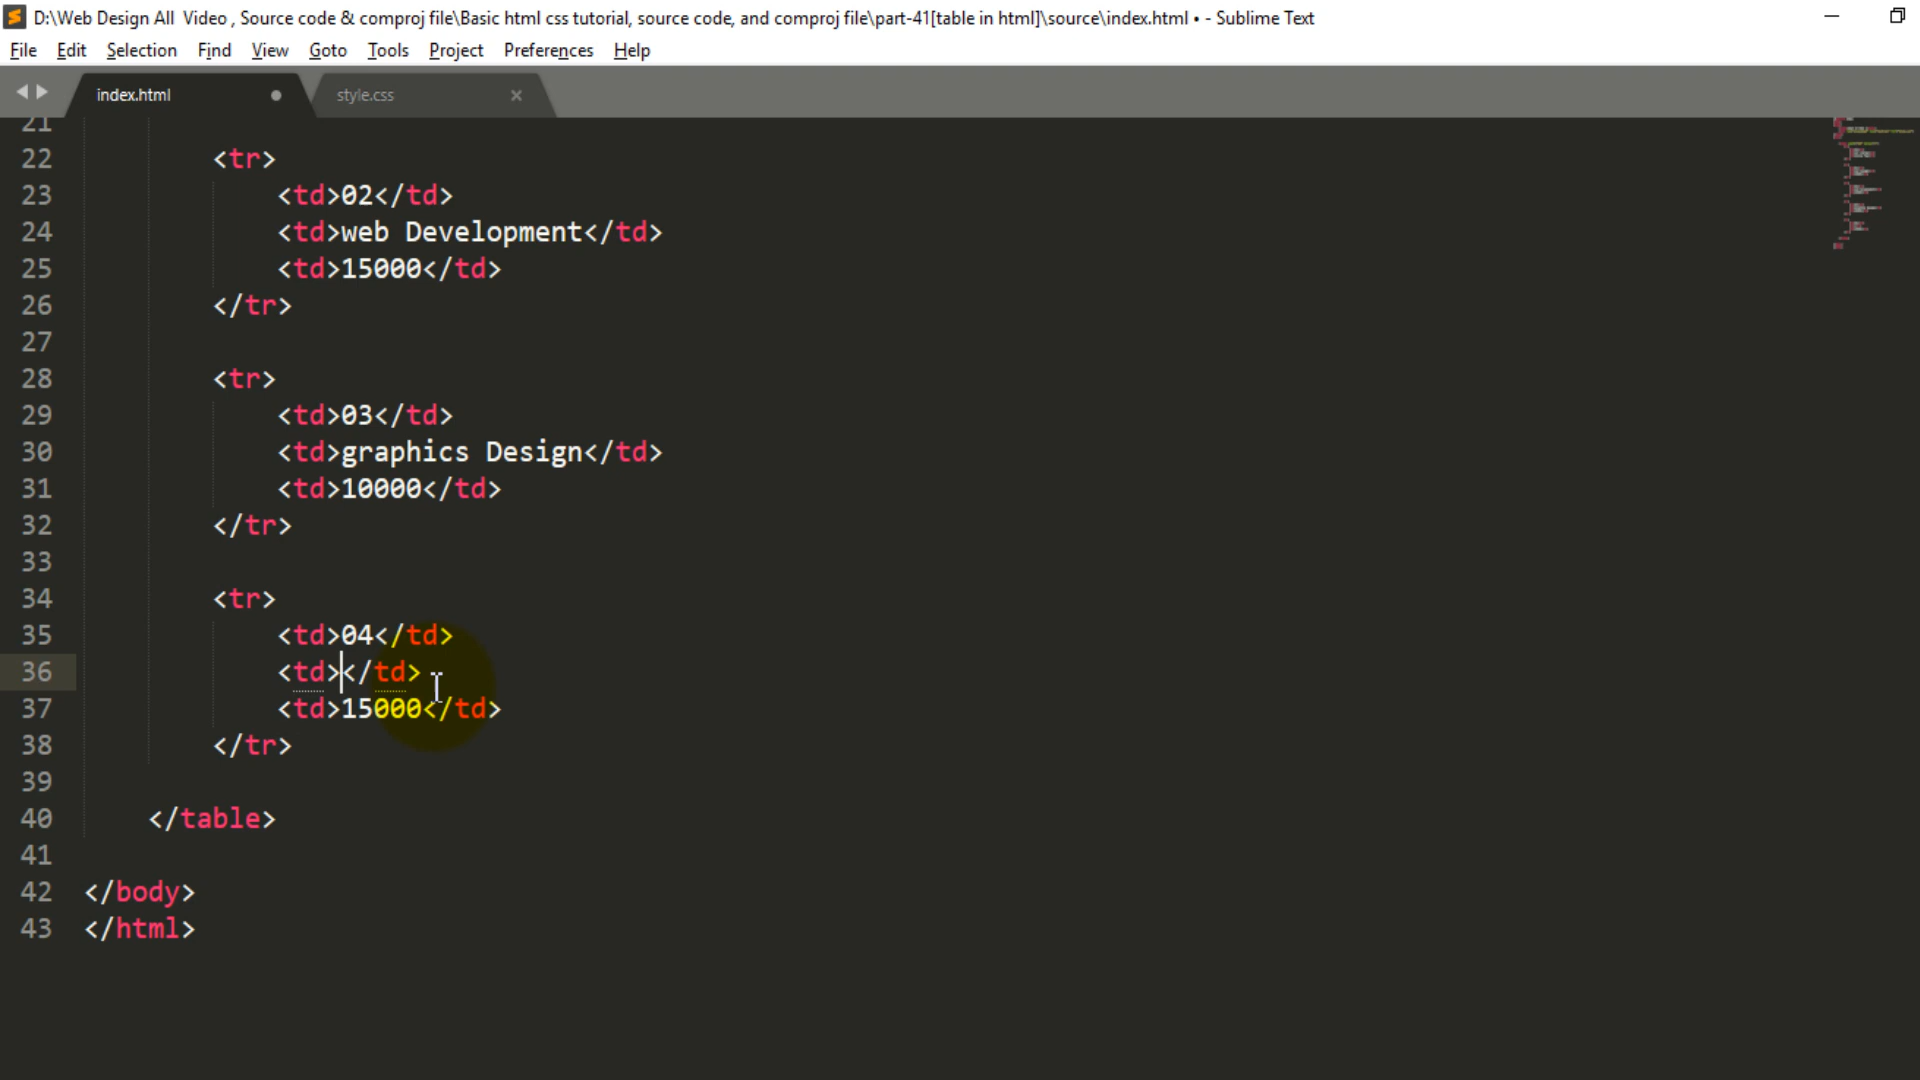 D:\Web Design All  Video , Source code & comproj file\Basic html css tutorial, source code, and comproj file\part-41[table in html]\source\index.html • - Sublime Text
File Edit Selection Find View Goto Tools Project Preferences Help
index.html style.css
21
22 <tr>
23 <td>02</td>
24 <td>web Development</td>
25 <td>15000</td>
26 </tr>
27
28 <tr>
29 <td>03</td>
30 <td>graphics Design</td>
31 <td>10000</td>
32 </tr>
33
34 <tr>
35 <td>04</td>
36 <td></td>
37 <td>15000</td>
38 </tr>
39
40 </table>
41
42 </body>
43 </html>